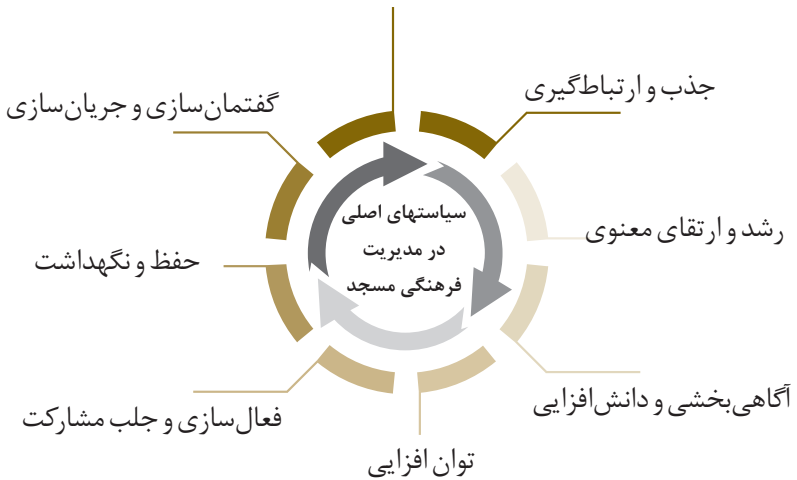 جذب و ارتباط‌گیری
گفتمان‌سازی و جریان‌سازی
سیاستهای اصلی
در مدیریت
فرهنگی مسجد
رشد و ارتقای معنوی
حفظ و نگهداشت
آگاهی‌بخشی و دانش‌افزایی
فعال‌سازی و جلب مشارکت
توان افزایی